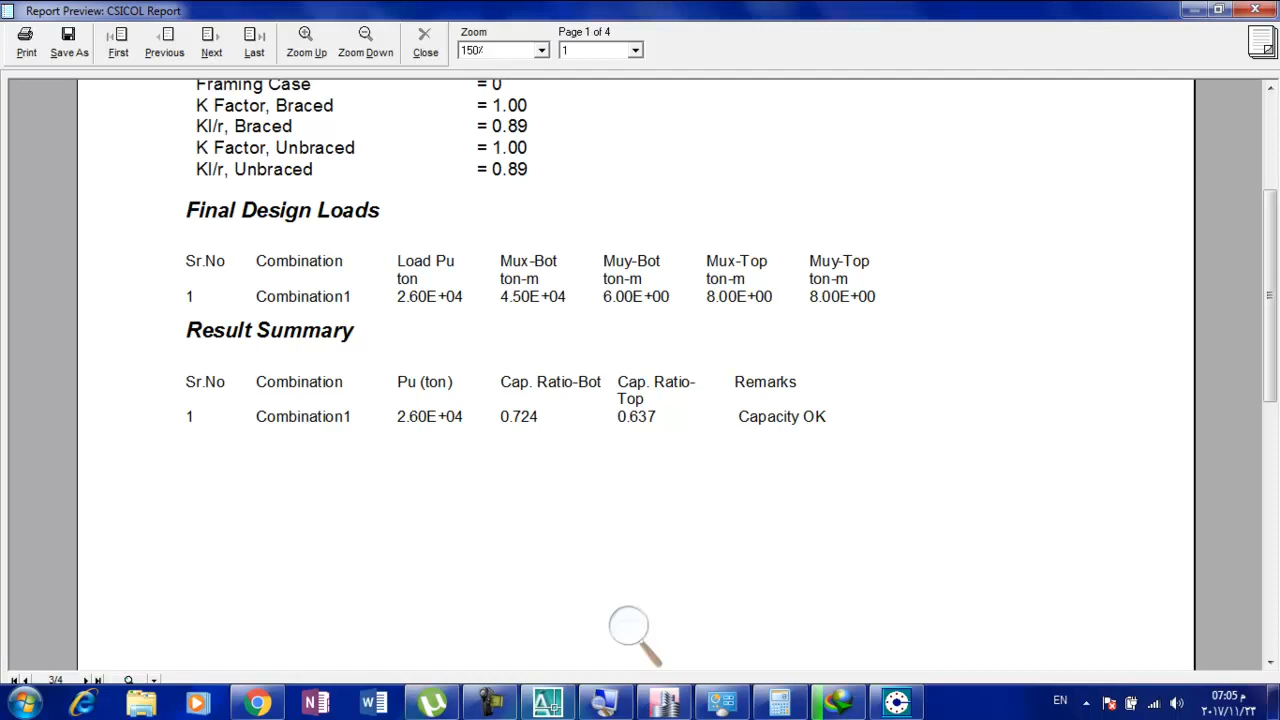 Report Preview: CSICOL Report
Print Save As First Previous Next Last Zoom Up Zoom Down Close
Zoom Page 1 of 4
150% 1
Framing Case = 0
K Factor, Braced = 1.00
Kl/r, Braced = 0.89
K Factor, Unbraced = 1.00
Kl/r, Unbraced = 0.89
Final Design Loads
Sr.No Combination Load Pu Mux-Bot Muy-Bot Mux-Top Muy-Top
ton ton-m ton-m ton-m ton-m
1 Combination1 2.60E+04 4.50E+04 6.00E+00 8.00E+00 8.00E+00
Result Summary
Sr.No Combination Pu (ton) Cap. Ratio-Bot Cap. Ratio- Remarks
Top
1 Combination1 2.60E+04 0.724 0.637 Capacity OK
3/4
EN
07:05 م
٢٠١٧/١١/٢٣